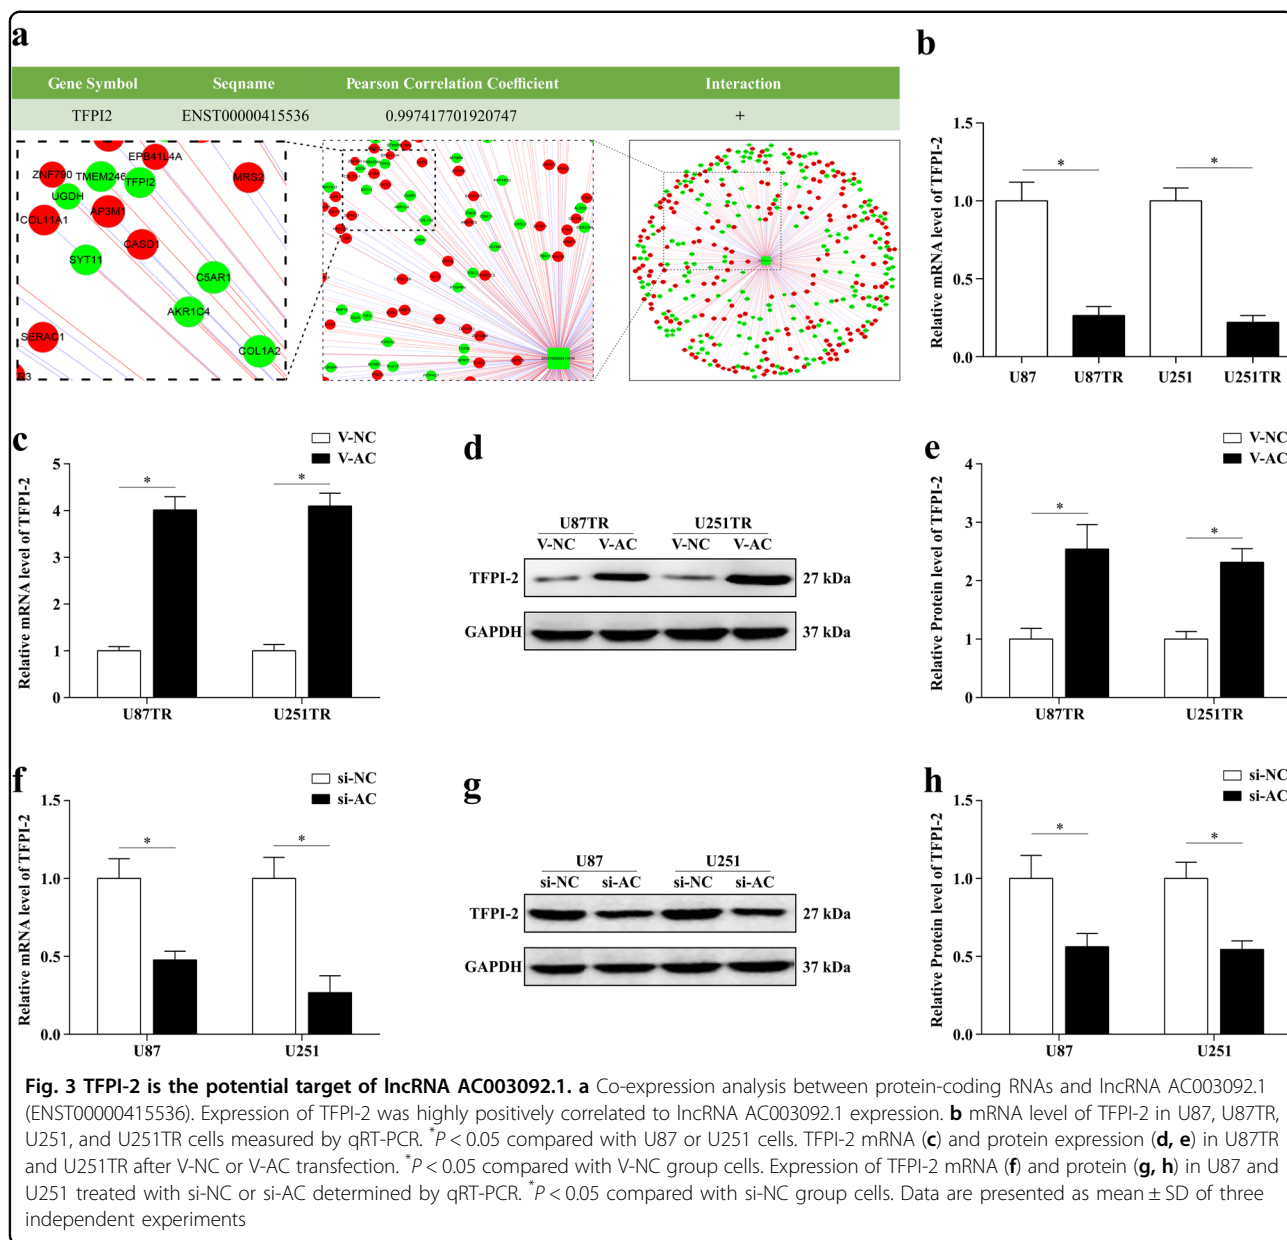 a
Gene Symbol Seqname Pearson Correlation Coefficient Interaction
TFPI2 ENST00000415536 0.997417701920747 +
EPB41L4A
ZNF790 TMEM246 TFPI2 MRS2
UGDH
COL11A1 AP3M1
CASD1
SYT11
C5AR1
AKR1C4
SERAC1
COL1A2
R3
b
Relative mRNA level of TFPI-2
1.5
1.0
0.5
0.0
* *
U87 U87TR U251 U251TR
c
V-NC
V-AC
Relative mRNA level of TFPI-2
5
4
3
2
1
0
* *
U87TR U251TR
d
U87TR U251TR
V-NC V-AC V-NC V-AC
TFPI-2 27 kDa
GAPDH 37 kDa
e
V-NC
V-AC
Relative Protein level of TFPI-2
4
3
2
1
0
* *
U87TR U251TR
f
si-NC
si-AC
Relative mRNA level of TFPI-2
1.5
1.0
0.5
0.0
* *
U87 U251
g
U87 U251
si-NC si-AC si-NC si-AC
TFPI-2 27 kDa
GAPDH 37 kDa
h
si-NC
si-AC
Relative Protein level of TFPI-2
1.5
1.0
0.5
0.0
* *
U87 U251
Fig. 3 TFPI-2 is the potential target of lncRNA AC003092.1. a Co-expression analysis between protein-coding RNAs and lncRNA AC003092.1
(ENST00000415536). Expression of TFPI-2 was highly positively correlated to lncRNA AC003092.1 expression. b mRNA level of TFPI-2 in U87, U87TR,
U251, and U251TR cells measured by qRT-PCR. *P < 0.05 compared with U87 or U251 cells. TFPI-2 mRNA (c) and protein expression (d, e) in U87TR
and U251TR after V-NC or V-AC transfection. *P < 0.05 compared with V-NC group cells. Expression of TFPI-2 mRNA (f) and protein (g, h) in U87 and
U251 treated with si-NC or si-AC determined by qRT-PCR. *P < 0.05 compared with si-NC group cells. Data are presented as mean ± SD of three
independent experiments